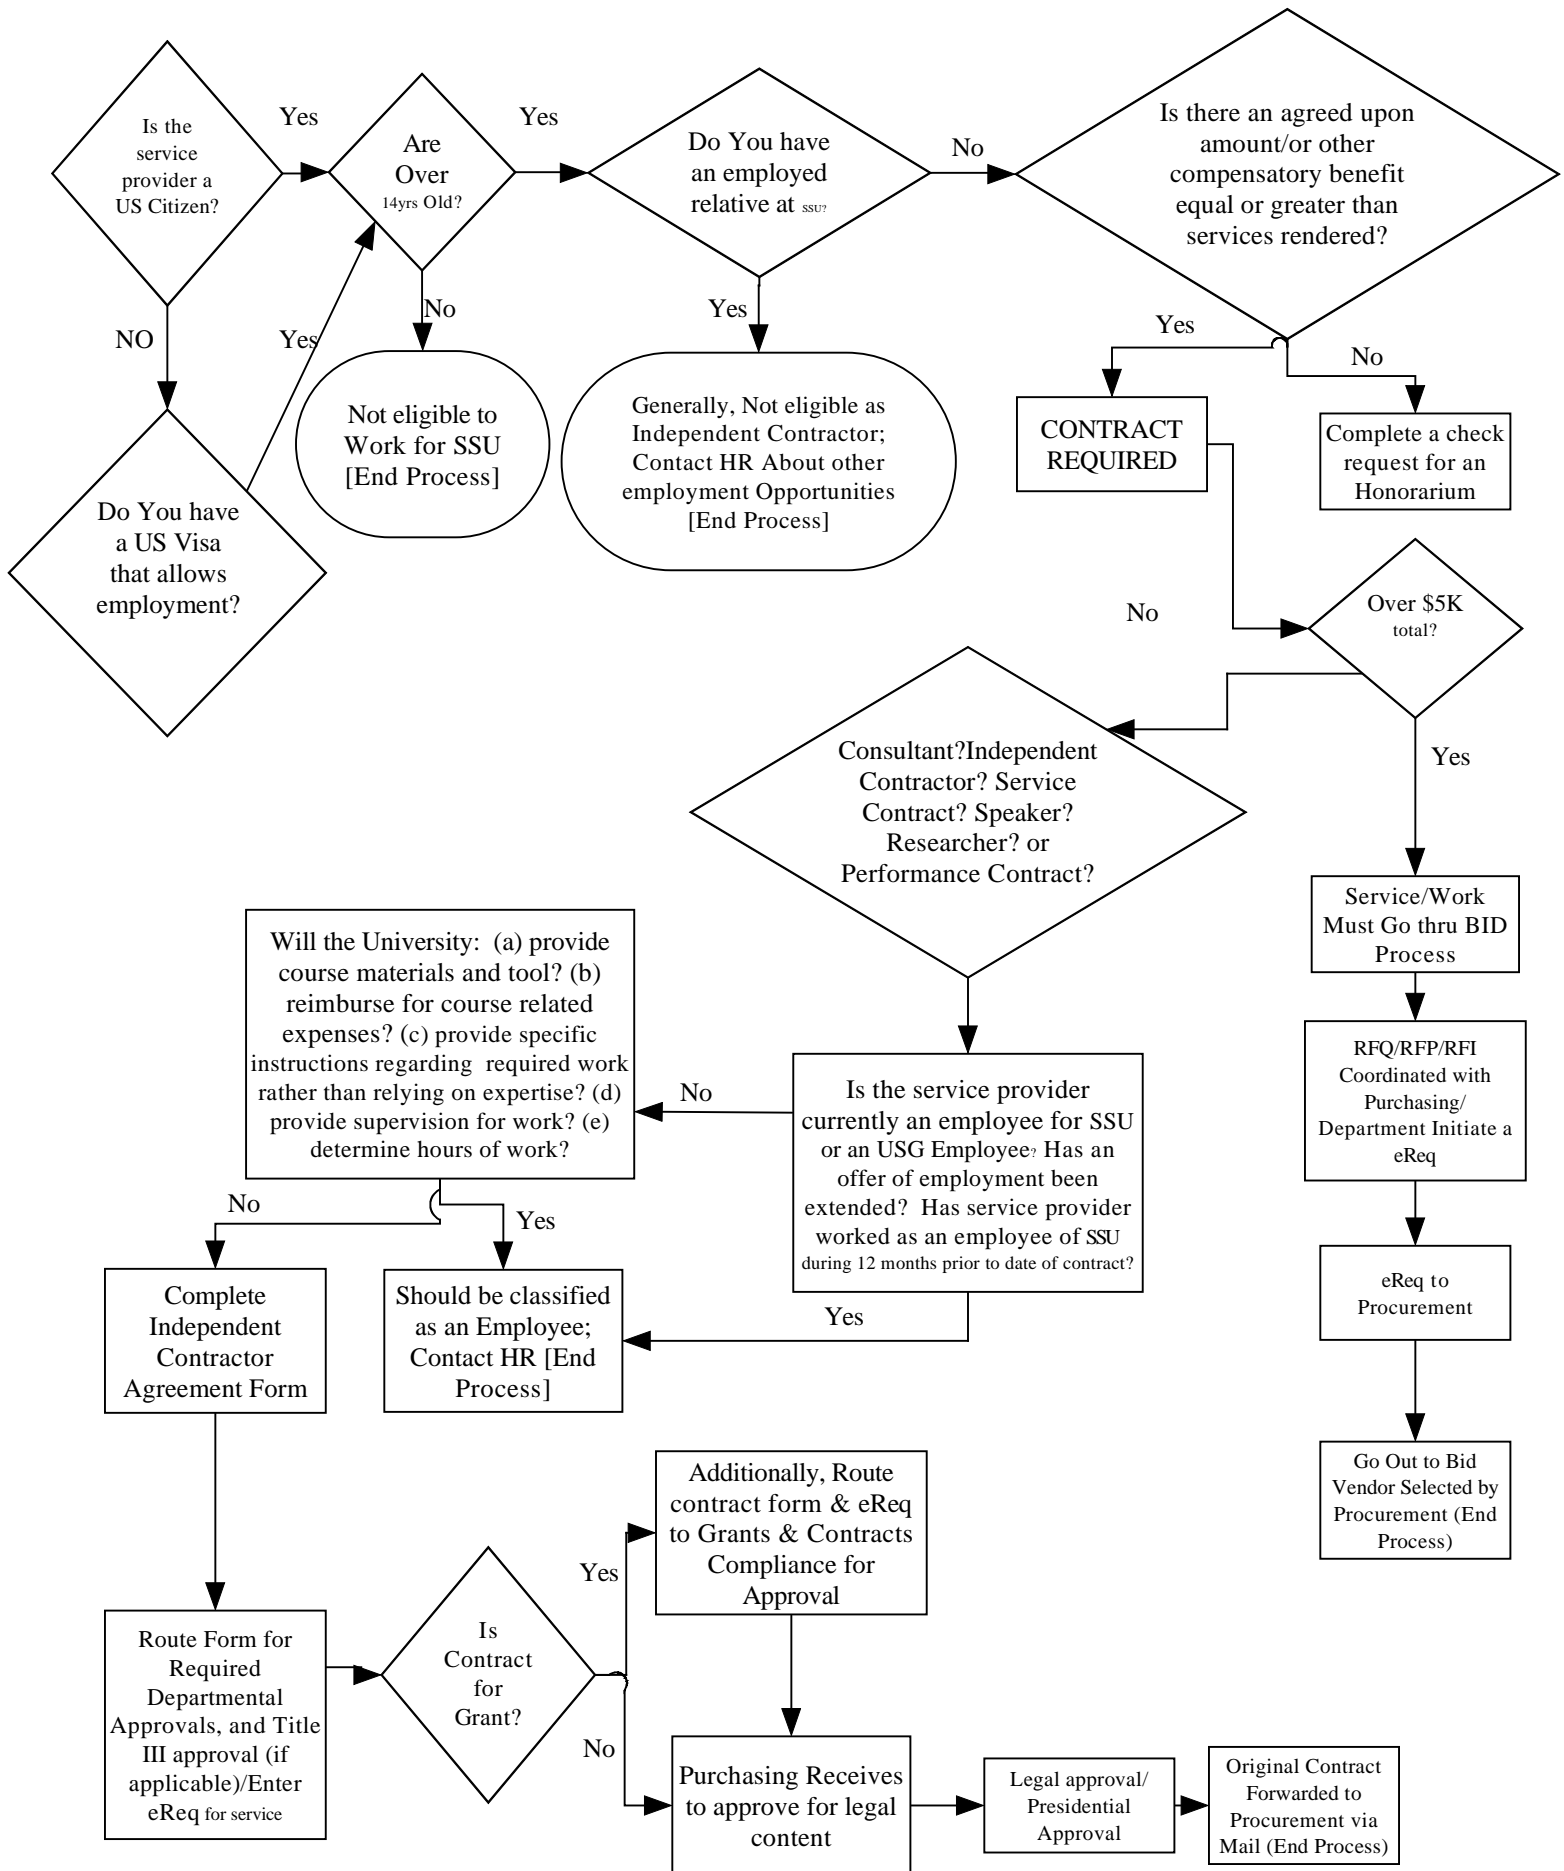 Is the
service
provider a
US Citizen?
Yes
Are
Over
14yrs Old?
Yes
Do You have
an employed
relative at SSU?
No
Is there an agreed upon
amount/or other
compensatory benefit
equal or greater than
services rendered?
NO
Yes
No
Yes
Yes
No
Do You have
a US Visa
that allows
employment?
Not eligible to
Work for SSU
[End Process]
Generally, Not eligible as
Independent Contractor;
Contact HR About other
employment Opportunities
[End Process]
CONTRACT
REQUIRED
Complete a check
request for an
Honorarium
No
Over $5K
total?
Yes
Consultant?Independent
Contractor? Service
Contract? Speaker?
Researcher? or
Performance Contract?
Service/Work
Must Go thru BID
Process
RFQ/RFP/RFI
Coordinated with
Purchasing/
Department Initiate a
eReq
eReq to
Procurement
Go Out to Bid
Vendor Selected by
Procurement (End
Process)
Will the University: (a) provide
course materials and tool? (b)
reimburse for course related
expenses? (c) provide specific
instructions regarding required work
rather than relying on expertise? (d)
provide supervision for work? (e)
determine hours of work?
No
Is the service provider
currently an employee for SSU
or an USG Employee? Has an
offer of employment been
extended? Has service provider
worked as an employee of SSU
during 12 months prior to date of contract?
No
Yes
Yes
Complete
Independent
Contractor
Agreement Form
Should be classified
as an Employee;
Contact HR [End
Process]
Route Form for
Required
Departmental
Approvals, and Title
III approval (if
applicable)/Enter
eReq for service
Is
Contract
for
Grant?
Yes
No
Additionally, Route
contract form & eReq
to Grants & Contracts
Compliance for
Approval
Purchasing Receives
to approve for legal
content
Legal approval/
Presidential
Approval
Original Contract
Forwarded to
Procurement via
Mail (End Process)